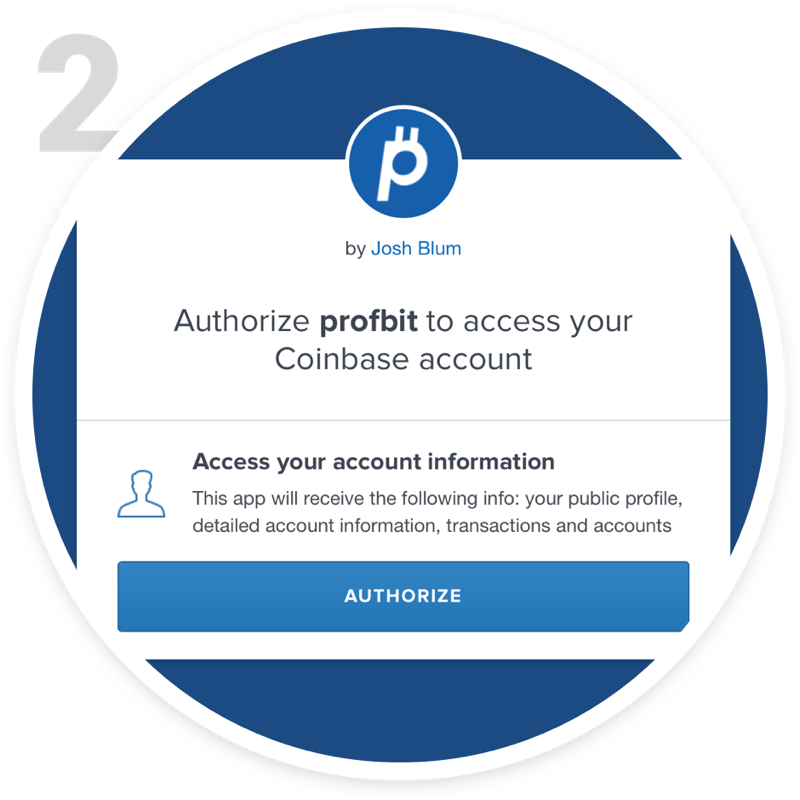 2
by Josh Blum
Authorize profbit to access your
Coinbase account
Access your account information
This app will receive the following info: your public profile,
detailed account information, transactions and accounts
AUTHORIZE